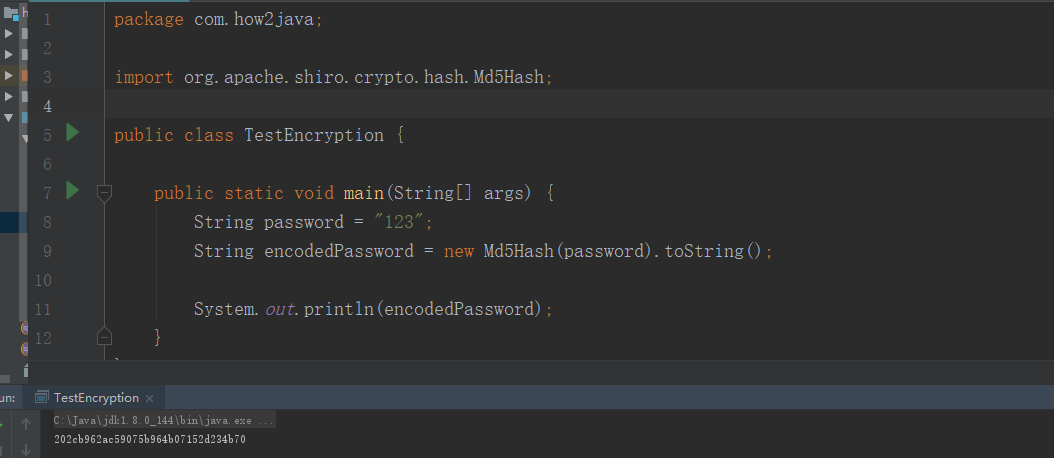 h
1 package com.how2java;
2
3 import org.apache.shiro.crypto.hash.Md5Hash;
4
5 public class TestEncryption {
6
7 public static void main(String[] args) {
8 String password = "123";
9 String encodedPassword = new Md5Hash(password).toString();
10
11 System.out.println(encodedPassword);
12 }
un: TestEncryption ×
C:\Java\jdk1.8.0_144\bin\java.exe ...
202cb962ac59075b964b07152d234b70